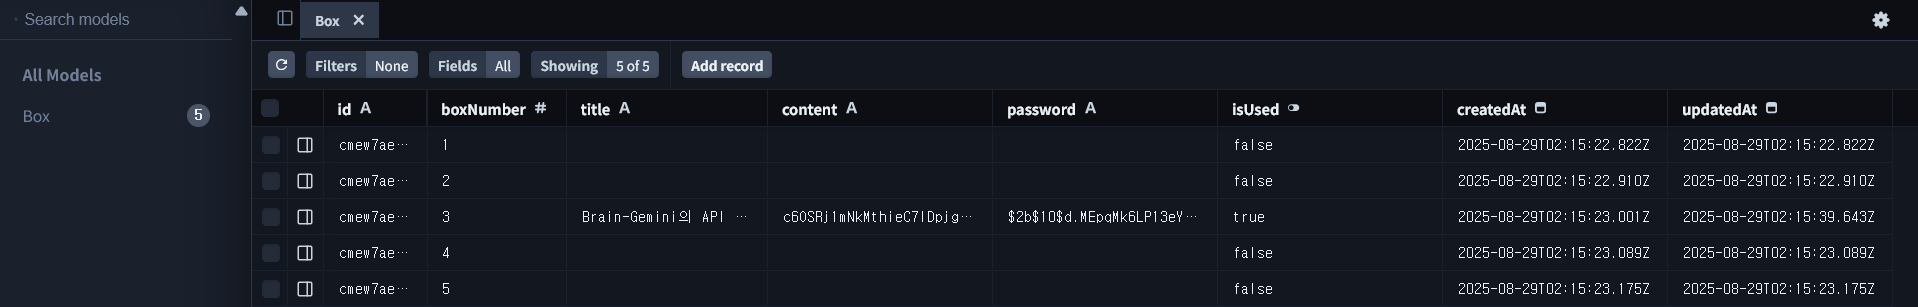 Search models
Box
All Models
Box 5
Filters None Fields All Showing 5 of 5 Add record
id A boxNumber # title A content A password A isUsed createdAt updatedAt
cmew7ae… 1 false 2025-08-29T02:15:22.822Z 2025-08-29T02:15:22.822Z
cmew7ae… 2 false 2025-08-29T02:15:22.910Z 2025-08-29T02:15:22.910Z
cmew7ae… 3 Brain-Gemini의 API … c60SRj1mNkMthieC7IDpjg… $2b$10$d.MEpqMk6LP13eY… true 2025-08-29T02:15:23.001Z 2025-08-29T02:15:39.643Z
cmew7ae… 4 false 2025-08-29T02:15:23.089Z 2025-08-29T02:15:23.089Z
cmew7ae… 5 false 2025-08-29T02:15:23.175Z 2025-08-29T02:15:23.175Z